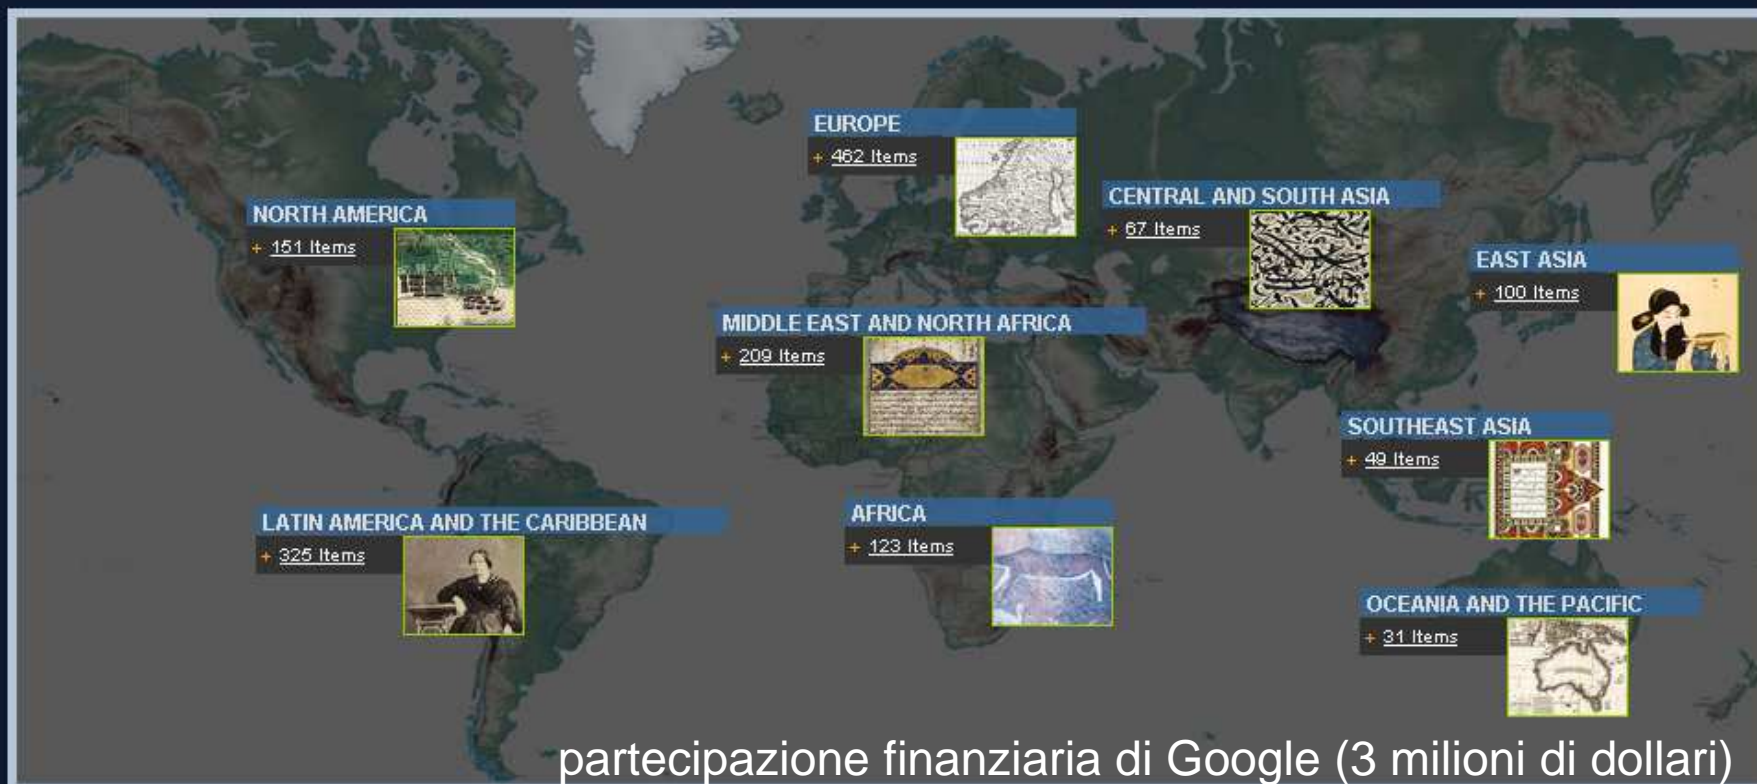 EUROPE
+ 462 Items
CENTRAL AND SOUTH ASIA
+ 67 Items
NORTH AMERICA
+ 151 Items
EAST ASIA
+ 100 Items
MIDDLE EAST AND NORTH AFRICA
+ 209 Items
SOUTHEAST ASIA
+ 49 Items
LATIN AMERICA AND THE CARIBBEAN
+ 325 Items
AFRICA
+ 123 Items
OCEANIA AND THE PACIFIC
+ 31 Items
partecipazione finanziaria di Google (3 milioni di dollari)